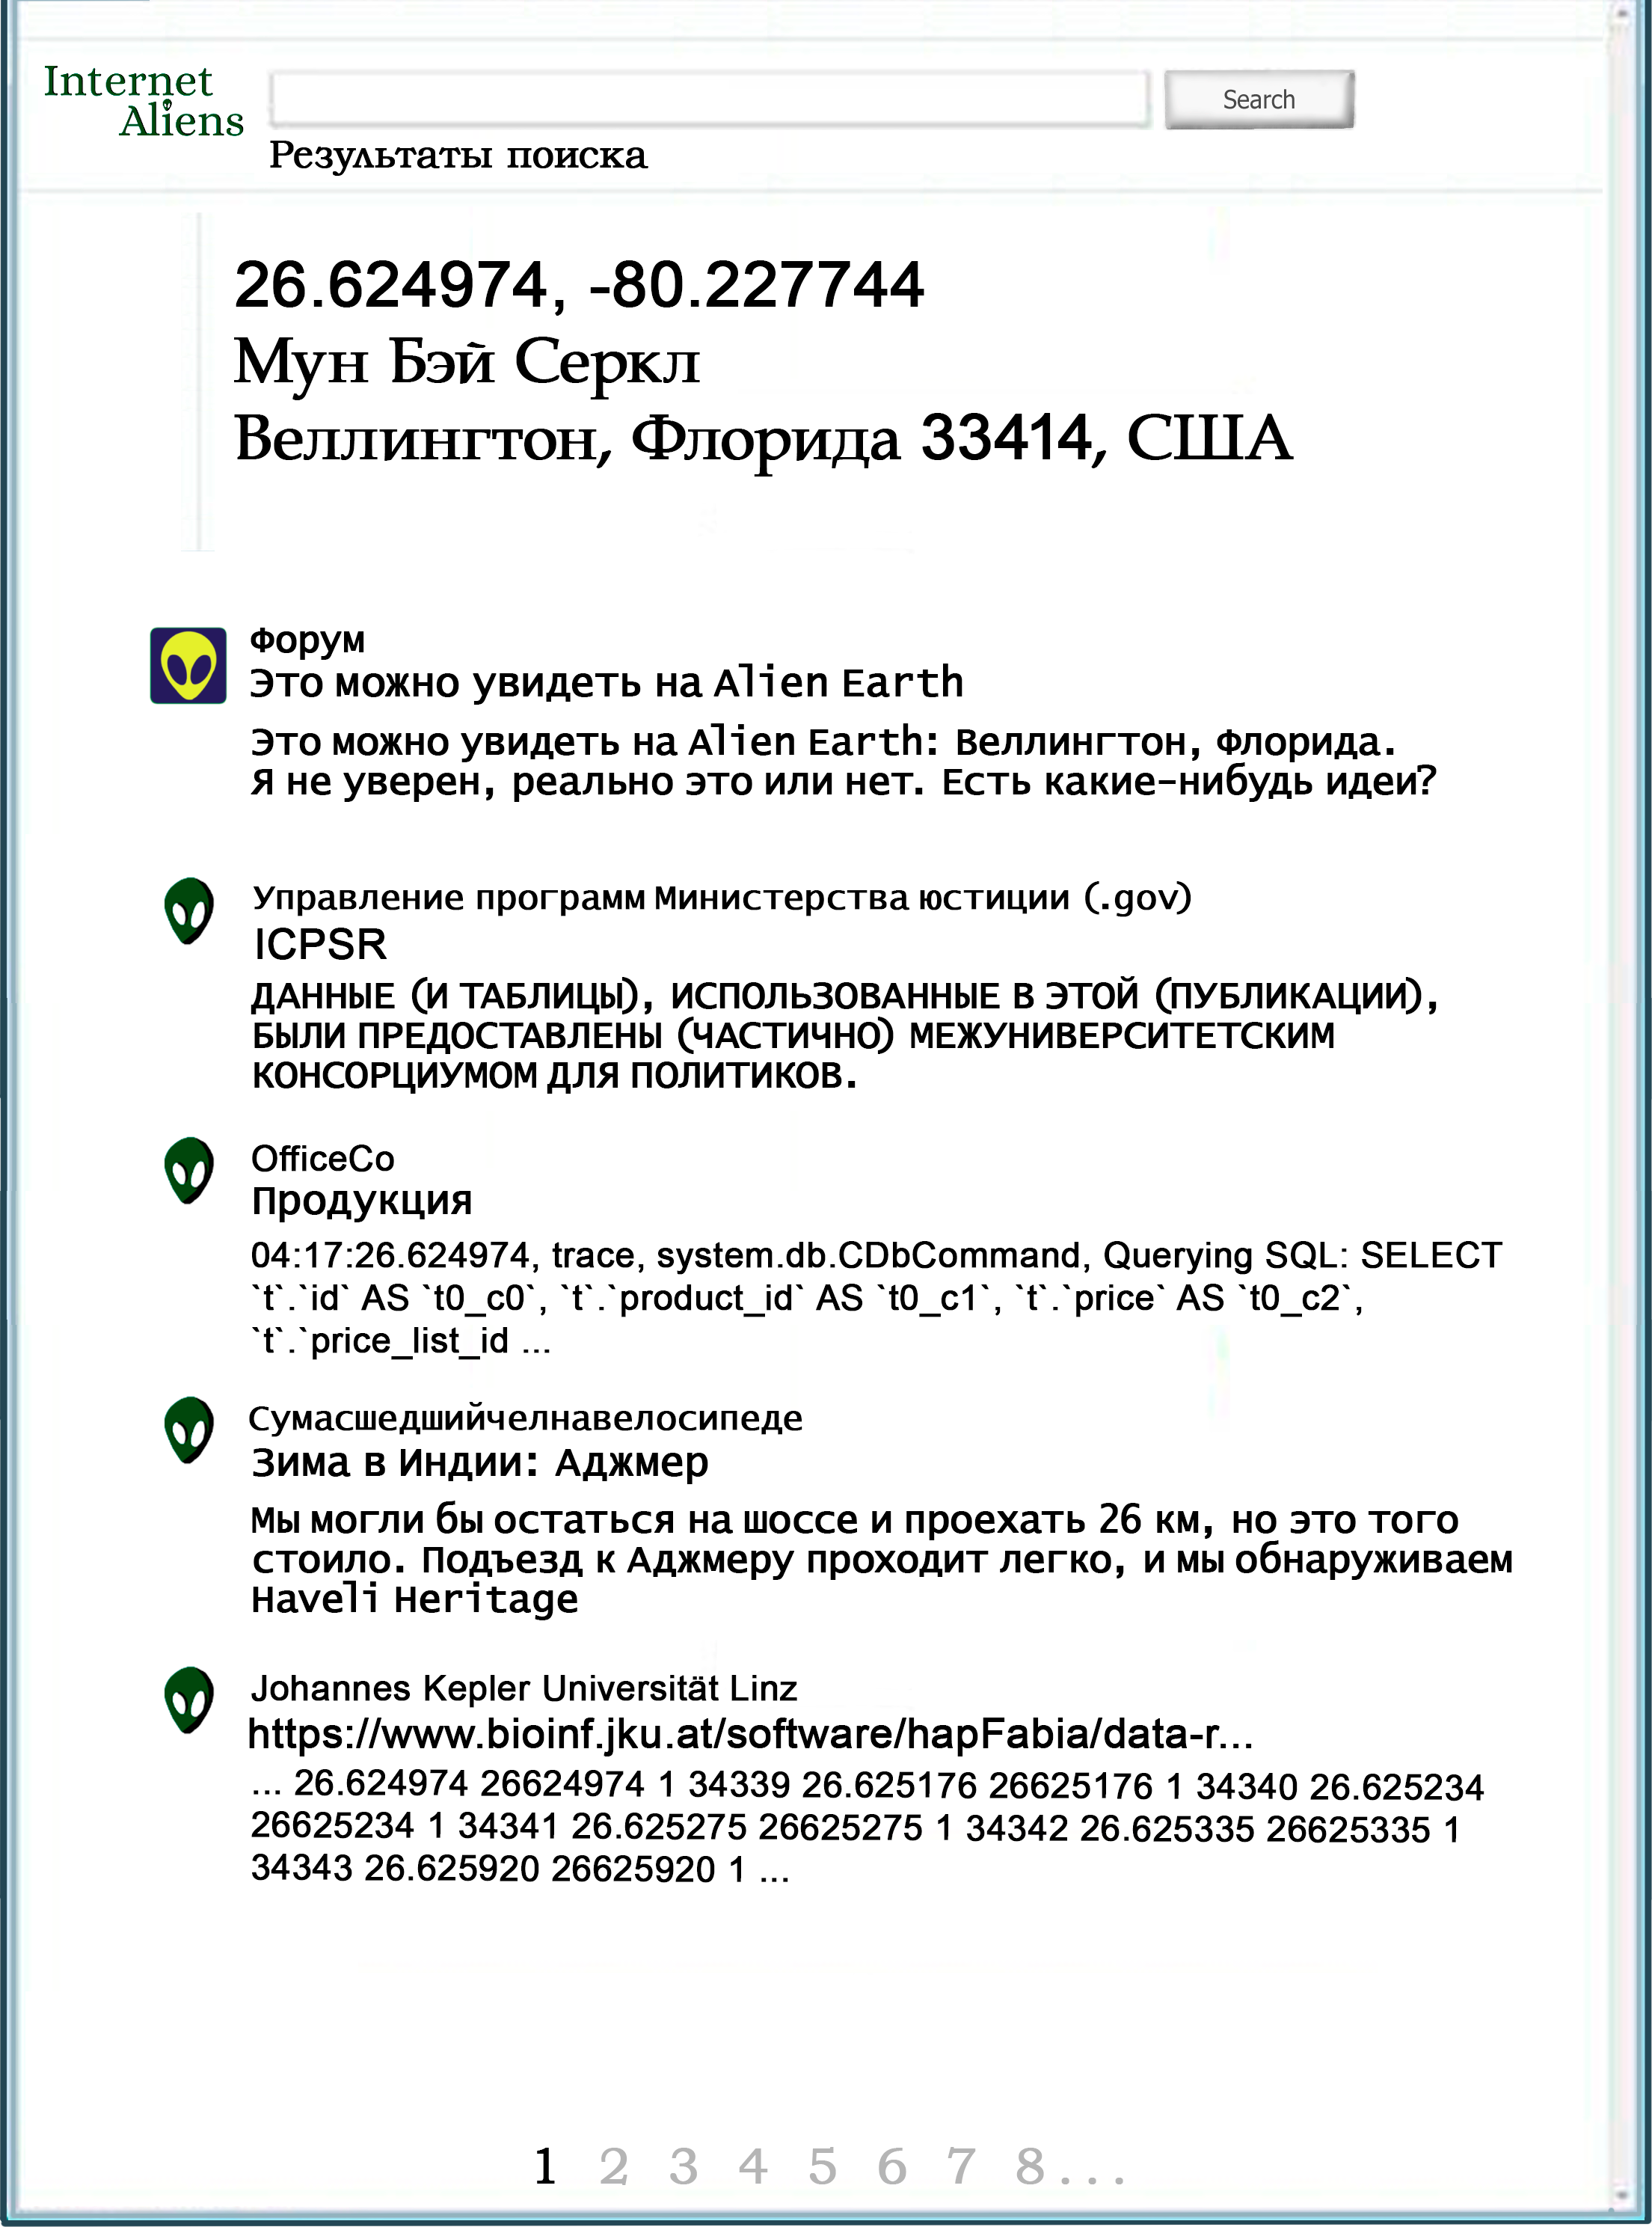 Internet
Aliens
Search
Результаты поиска
26.624974, -80.227744
Мун Бэй Серкл
Веллингтон, Флорида 33414, США
Форум
Это можно увидеть на Alien Earth
Это можно увидеть на Alien Earth: Веллингтон, Флорида.
Я не уверен, реально это или нет. Есть какие-нибудь идеи?
Управление программ Министерства юстиции (.gov)
ICPSR
ДАННЫЕ (И ТАБЛИЦЫ), ИСПОЛЬЗОВАННЫЕ В ЭТОЙ (ПУБЛИКАЦИИ),
БЫЛИ ПРЕДОСТАВЛЕНЫ (ЧАСТИЧНО) МЕЖУНИВЕРСИТЕТСКИМ
КОНСОРЦИУМОМ ДЛЯ ПОЛИТИКОВ.
OfficeCo
Продукция
04:17:26.624974, trace, system.db.CDbCommand, Querying SQL: SELECT
`t`.`id` AS `t0_c0`, `t`.`product_id` AS `t0_c1`, `t`.`price` AS `t0_c2`,
`t`.`price_list_id ...
Сумасшедшийчелнавелосипеде
Зима в Индии: Аджмер
Мы могли бы остаться на шоссе и проехать 26 км, но это того
стоило. Подъезд к Аджмеру проходит легко, и мы обнаруживаем
Haveli Heritage
Johannes Kepler Universität Linz
https://www.bioinf.jku.at/software/hapFabia/data-r...
... 26.624974 26624974 1 34339 26.625176 26625176 1 34340 26.625234
26625234 1 34341 26.625275 26625275 1 34342 26.625335 26625335 1
34343 26.625920 26625920 1 ...
1 2 3 4 5 6 7 8...